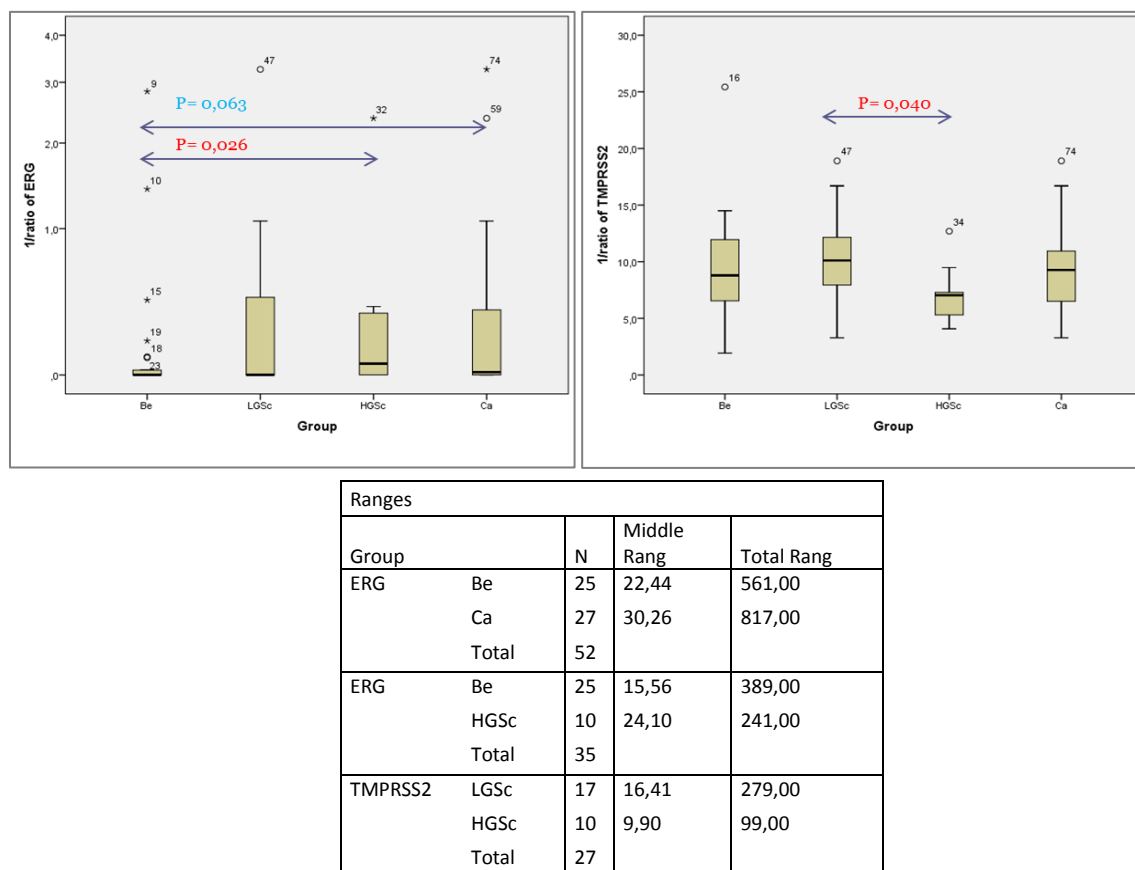 4,0
3,0
2,0
1,0
,0
1/ratio of ERG
9
10
15
19
18
23
47
32
74
59
P= 0,063
P= 0,026
Be LGSc HGSc Ca
Group
30,0
25,0
20,0
15,0
10,0
5,0
,0
1/ratio of TMPRSS2
16
47
34
74
P= 0,040
Be LGSc HGSc Ca
Group
Ranges
Group N Middle Rang Total Rang
ERG Be 25 22,44 561,00
Ca 27 30,26 817,00
Total 52
ERG Be 25 15,56 389,00
HGSc 10 24,10 241,00
Total 35
TMPRSS2 LGSc 17 16,41 279,00
HGSc 10 9,90 99,00
Total 27